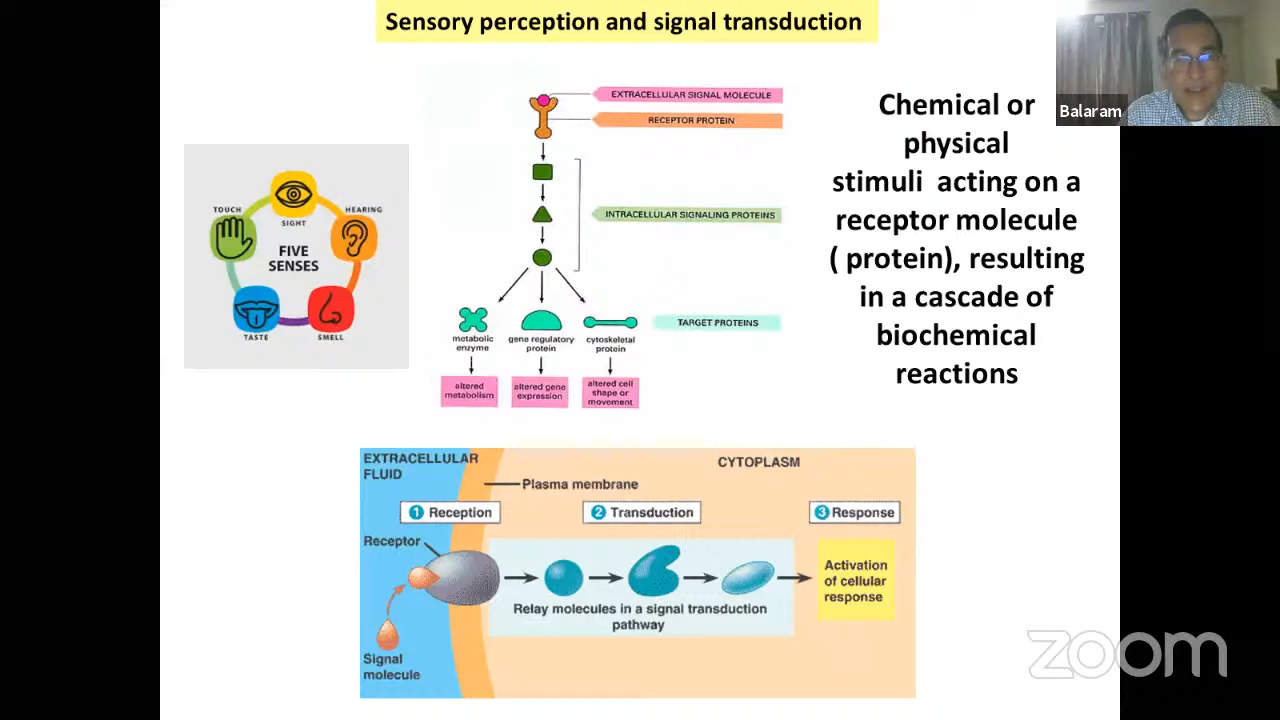 Sensory perception and signal transduction
Balaram
EXTRACELLULAR SIGNAL MOLECULE
RECEPTOR PROTEIN
INTRACELLULAR SIGNALING PROTEINS
TARGET PROTEINS
metabolic
enzyme
gene regulatory
protein
cytoskeletal
protein
altered
metabolism
altered gene
expression
altered cell
shape or
movement
TOUCH
HEARING
SIGHT
FIVE
SENSES
TASTE
SMELL
Chemical or
physical
stimuli acting on a
receptor molecule
( protein), resulting
in a cascade of
biochemical
reactions
EXTRACELLULAR
FLUID
CYTOPLASM
Plasma membrane
1 Reception
2 Transduction
3 Response
Receptor
Activation
of cellular
response
Relay molecules in a signal transduction
pathway
Signal
molecule
zoom